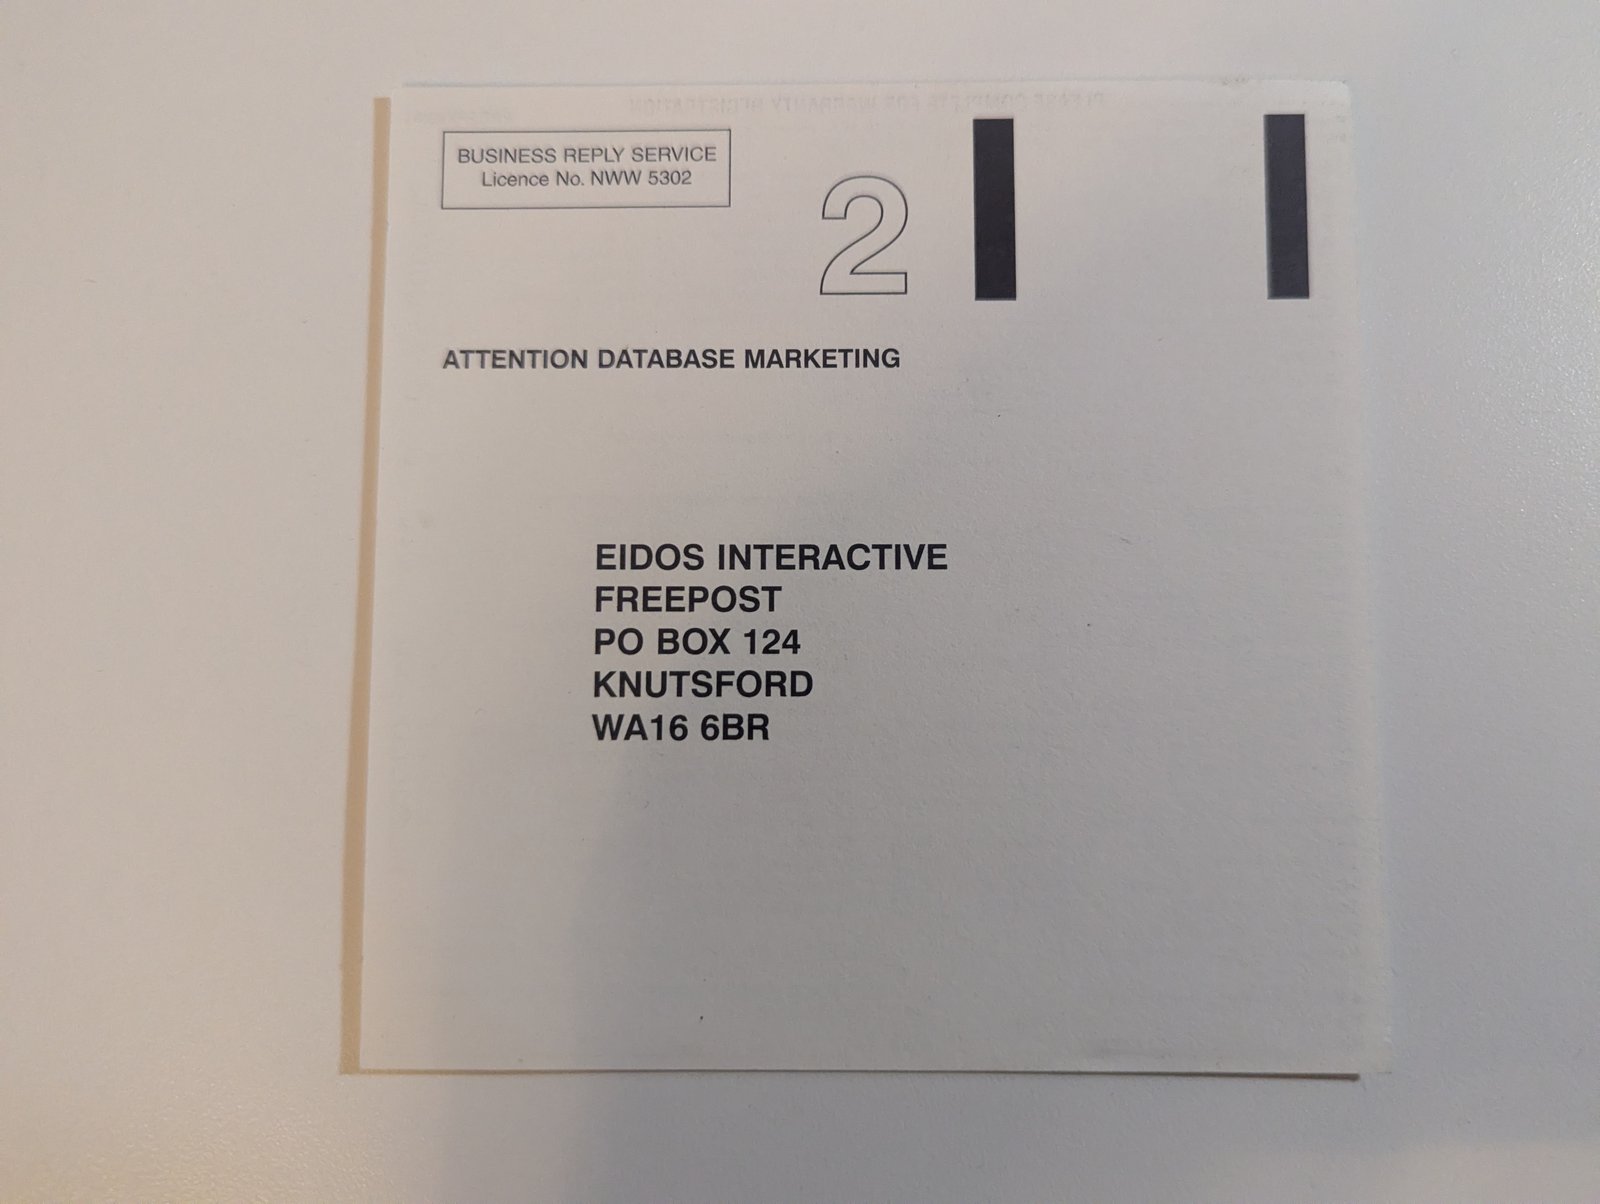 BUSINESS REPLY SERVICE
Licence No. NWW 5302
2
ATTENTION DATABASE MARKETING
EIDOS INTERACTIVE
FREEPOST
PO BOX 124
KNUTSFORD
WA16 6BR